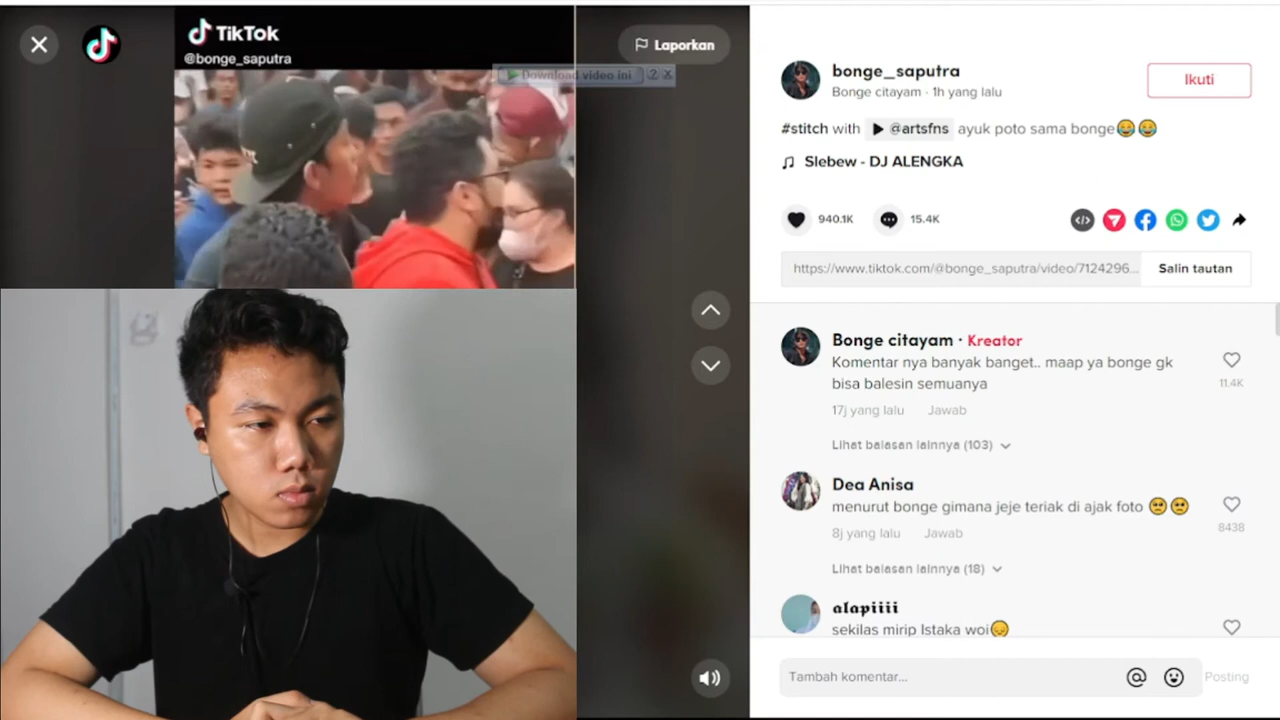 TikTok
@bonge_saputra
Download video ini ? X
Laporkan
bonge_saputra
Bonge citayam · 1h yang lalu
Ikuti
#stitch with @artsfns ayuk poto sama bonge😂😂
Slebew - DJ ALENGKA
940.1K
15.4K
https://www.tiktok.com/@bonge_saputra/video/7124296...
Salin tautan
Bonge citayam · Kreator
Komentar nya banyak banget.. maap ya bonge gk
bisa balesin semuanya
11.4K
17j yang lalu Jawab
Lihat balasan lainnya (103)
Dea Anisa
menurut bonge gimana jeje teriak di ajak foto 🥺🥺
8438
8j yang lalu Jawab
Lihat balasan lainnya (18)
𝖆𝖑𝖆𝖕𝖎𝖎𝖎𝖎
sekilas mirip Istaka woi😞
Tambah komentar...
Posting